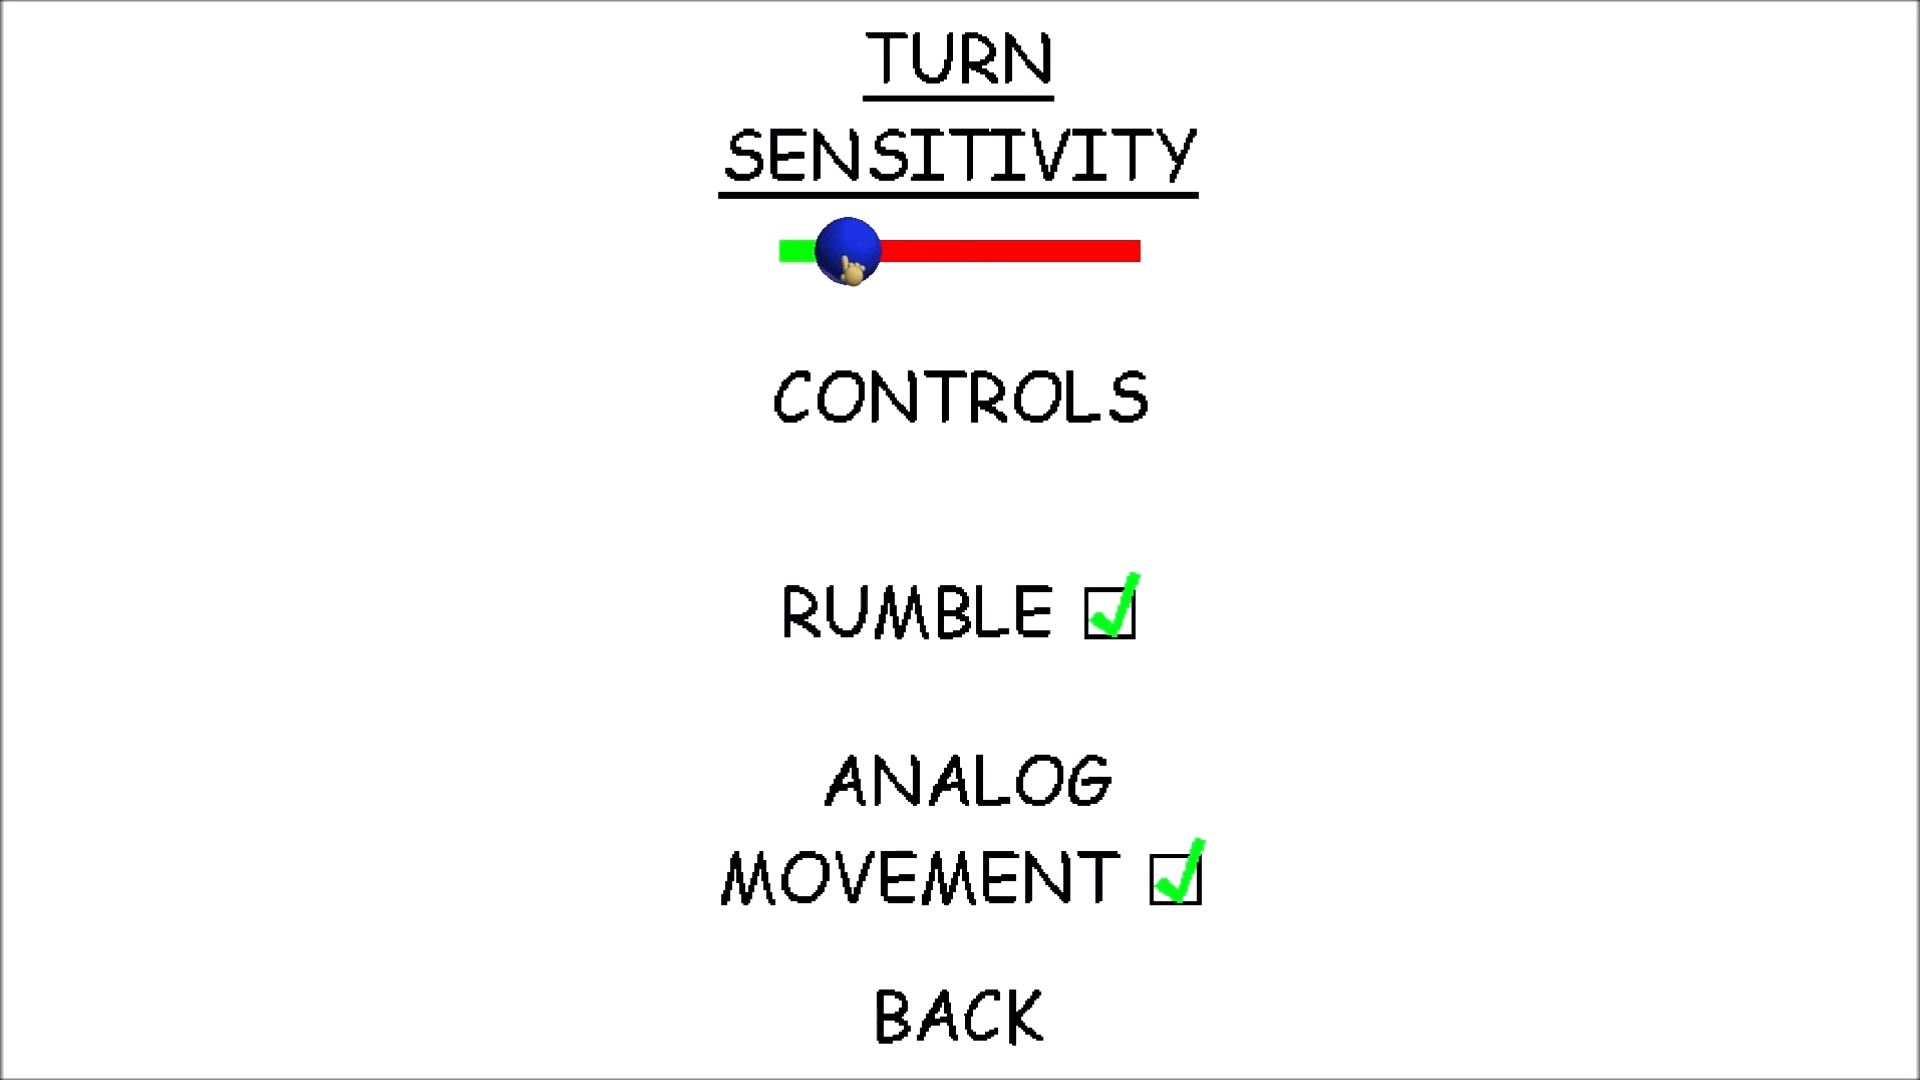 TURN
SENSITIVITY
CONTROLS
RUMBLE
ANALOG
MOVEMENT
BACK